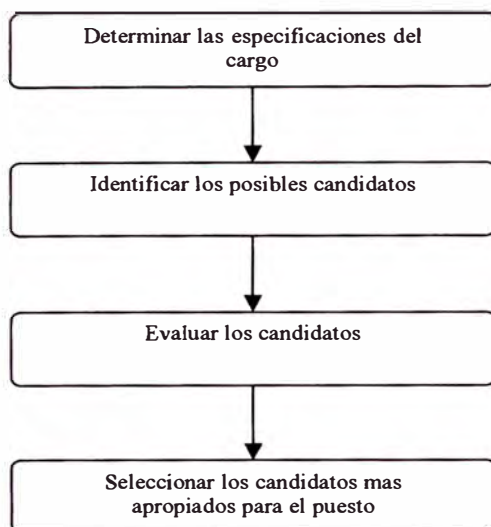 Determinar las especificaciones del
cargo
Identificar los posibles candidatos
Evaluar los candidatos
Seleccionar los candidatos mas
apropiados para el puesto